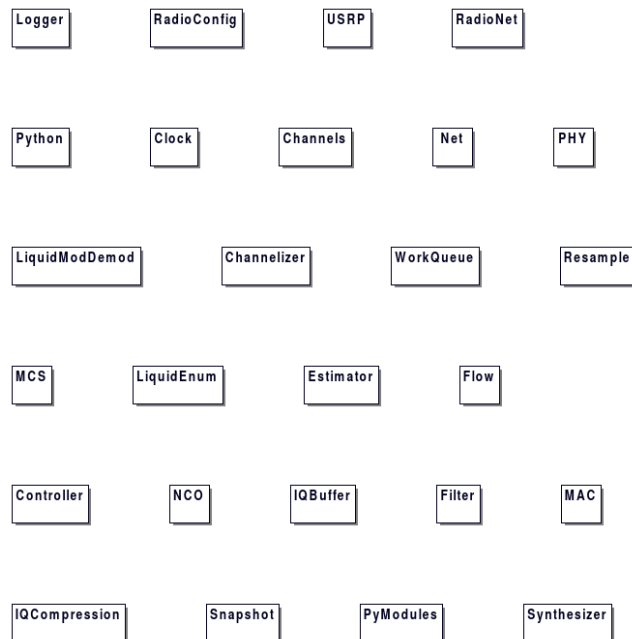 Logger RadioConfig USRP RadioNet
Python Clock Channels Net PHY
LiquidModDemod Channelizer WorkQueue Resample
MCS LiquidEnum Estimator Flow
Controller NCO IQBuffer Filter MAC
IQCompression Snapshot PyModules Synthesizer